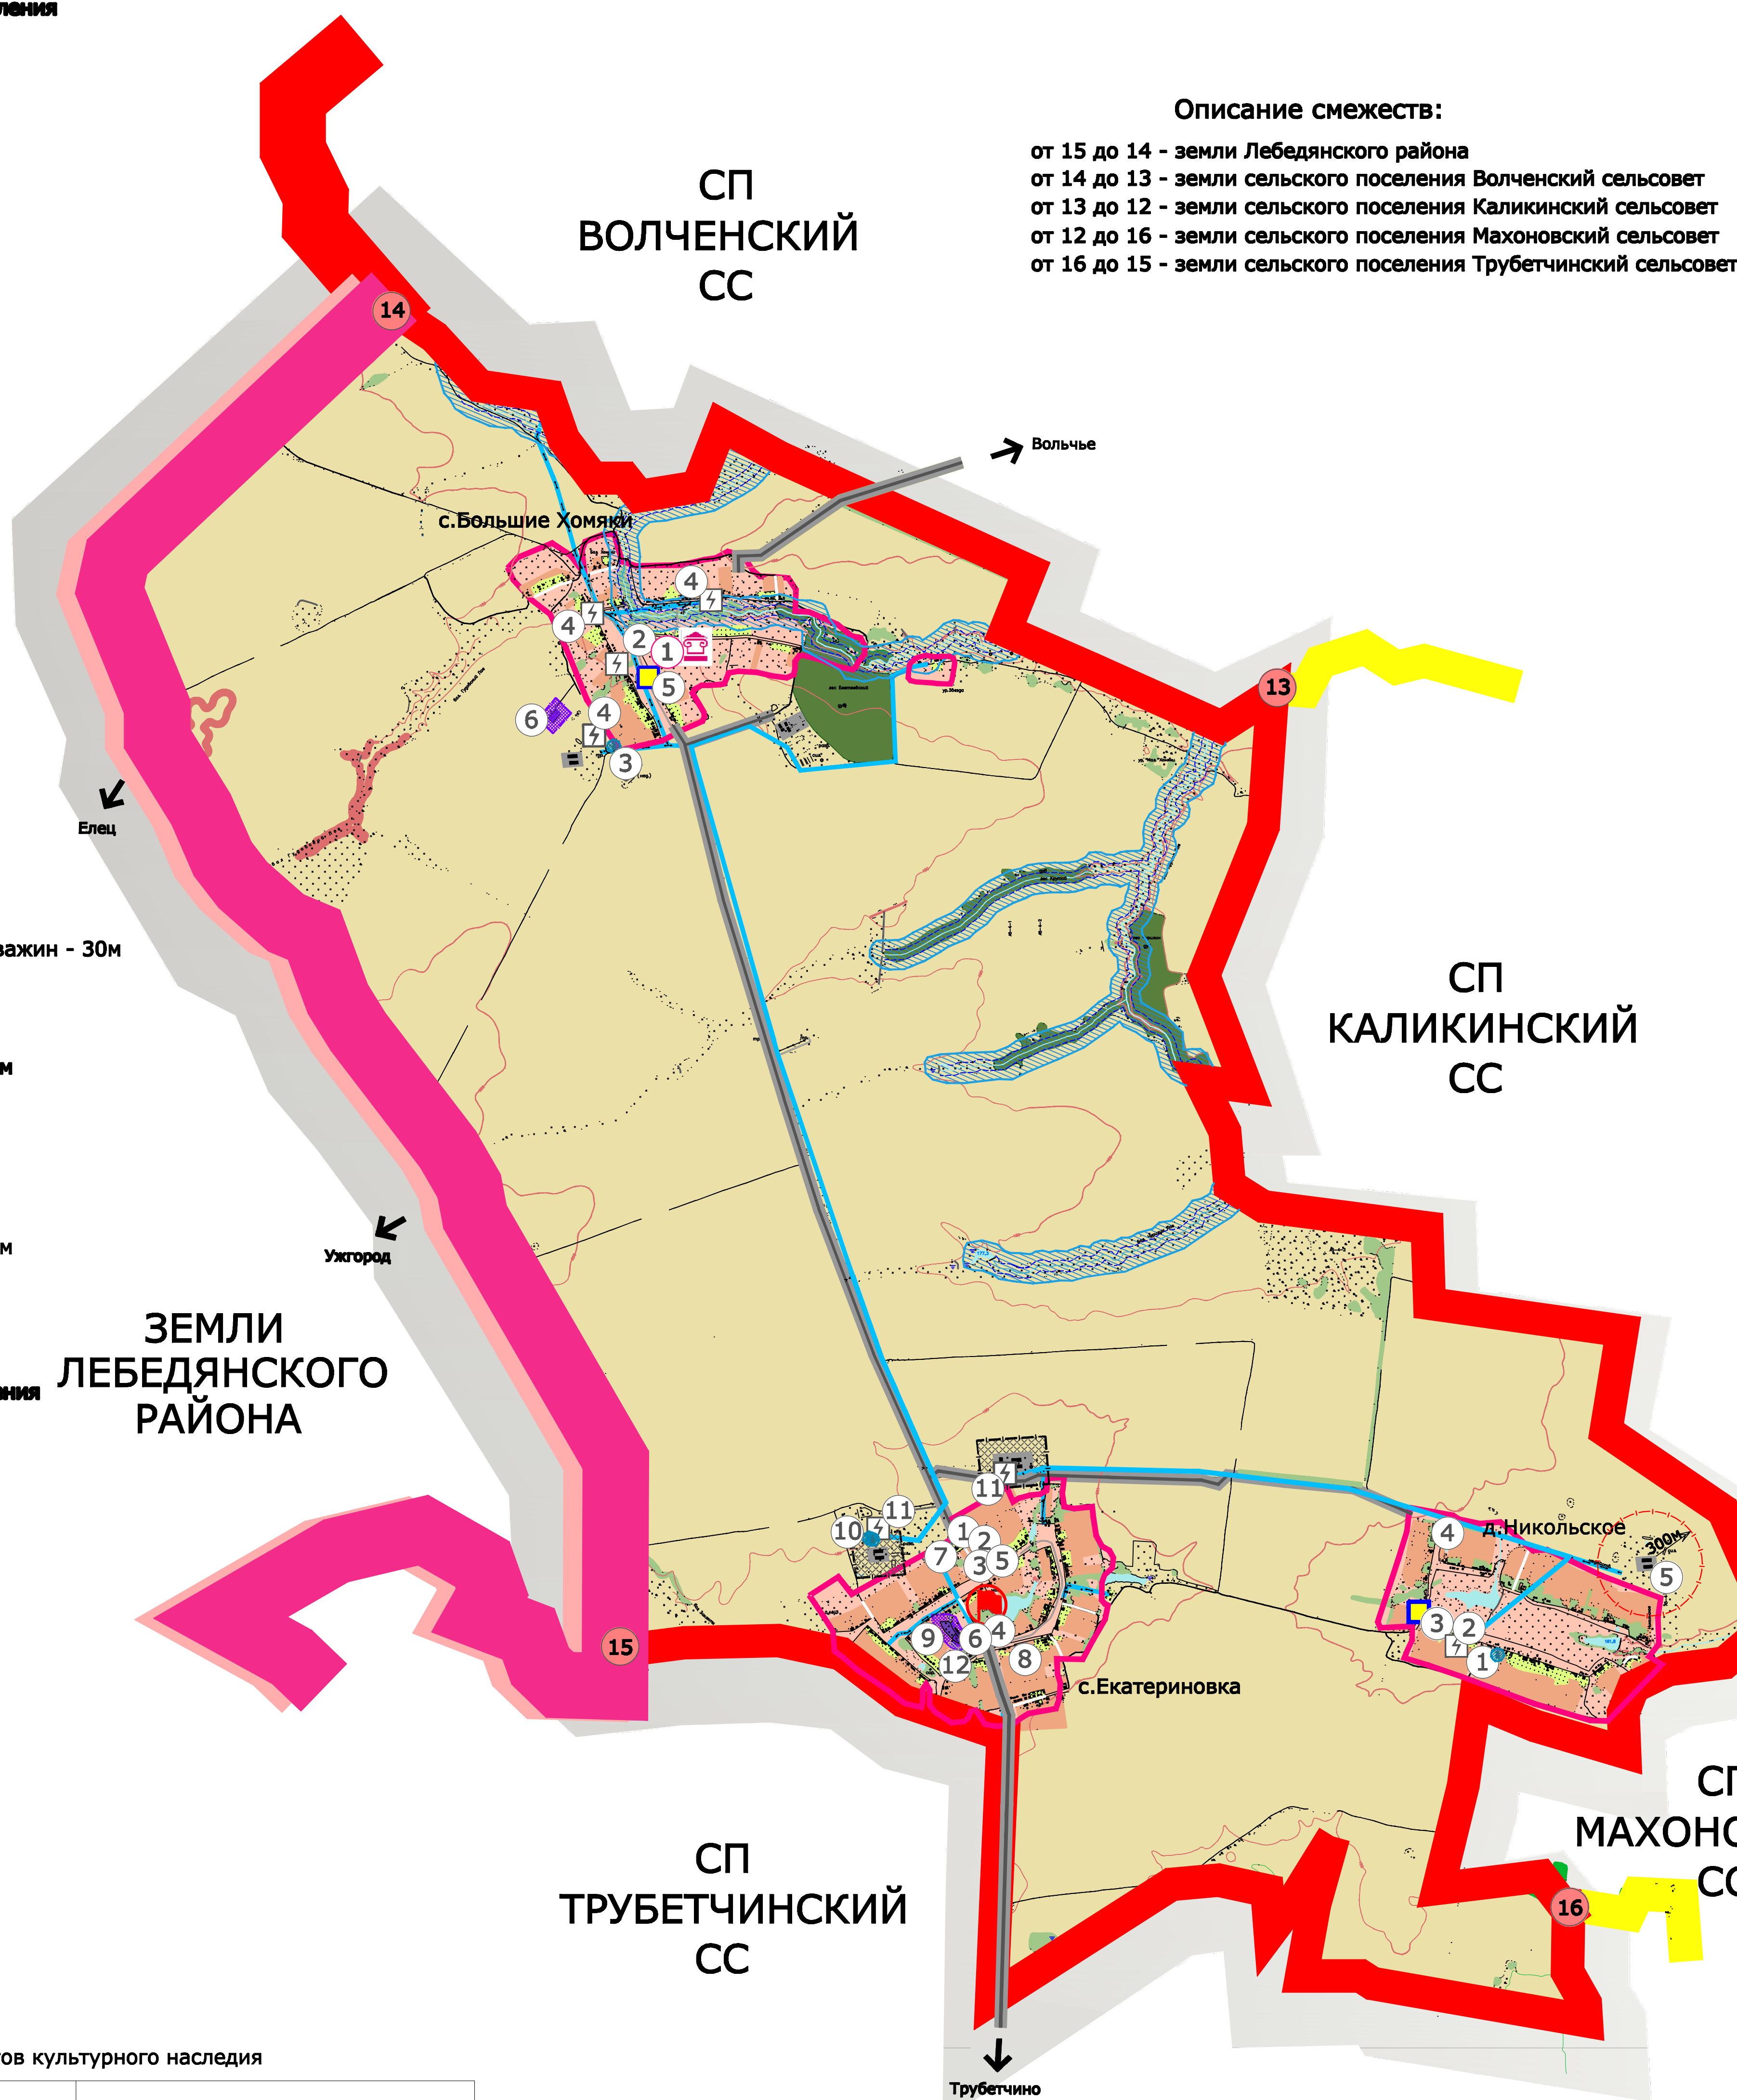 ления
Описание смежеств:
от 15 до 14 - земли Лебедянского района
от 14 до 13 - земли сельского поселения Волченский сельсовет
от 13 до 12 - земли сельского поселения Каликинский сельсовет
от 12 до 16 - земли сельского поселения Махоновский сельсовет
от 16 до 15 - земли сельского поселения Трубетчинский сельсовет
СП
ВОЛЧЕНСКИЙ
СС
14
Вольчье
с.Большие Хомяки
4
4
2
1
5
6
4
3
13
Елец
важин - 30м
СП
КАЛИКИНСКИЙ
СС
м
Ужгород
м
ЗЕМЛИ
ЛЕБЕДЯНСКОГО
РАЙОНА
ания
11
11
10
1
2
7
3
5
4
9
6
12
8
с.Екатериновка
4
д.Никольское
300м
5
3
2
1
15
СП
МАХОНО
СС
16
СП
ТРУБЕТЧИНСКИЙ
СС
тов культурного наследия
Трубетчино